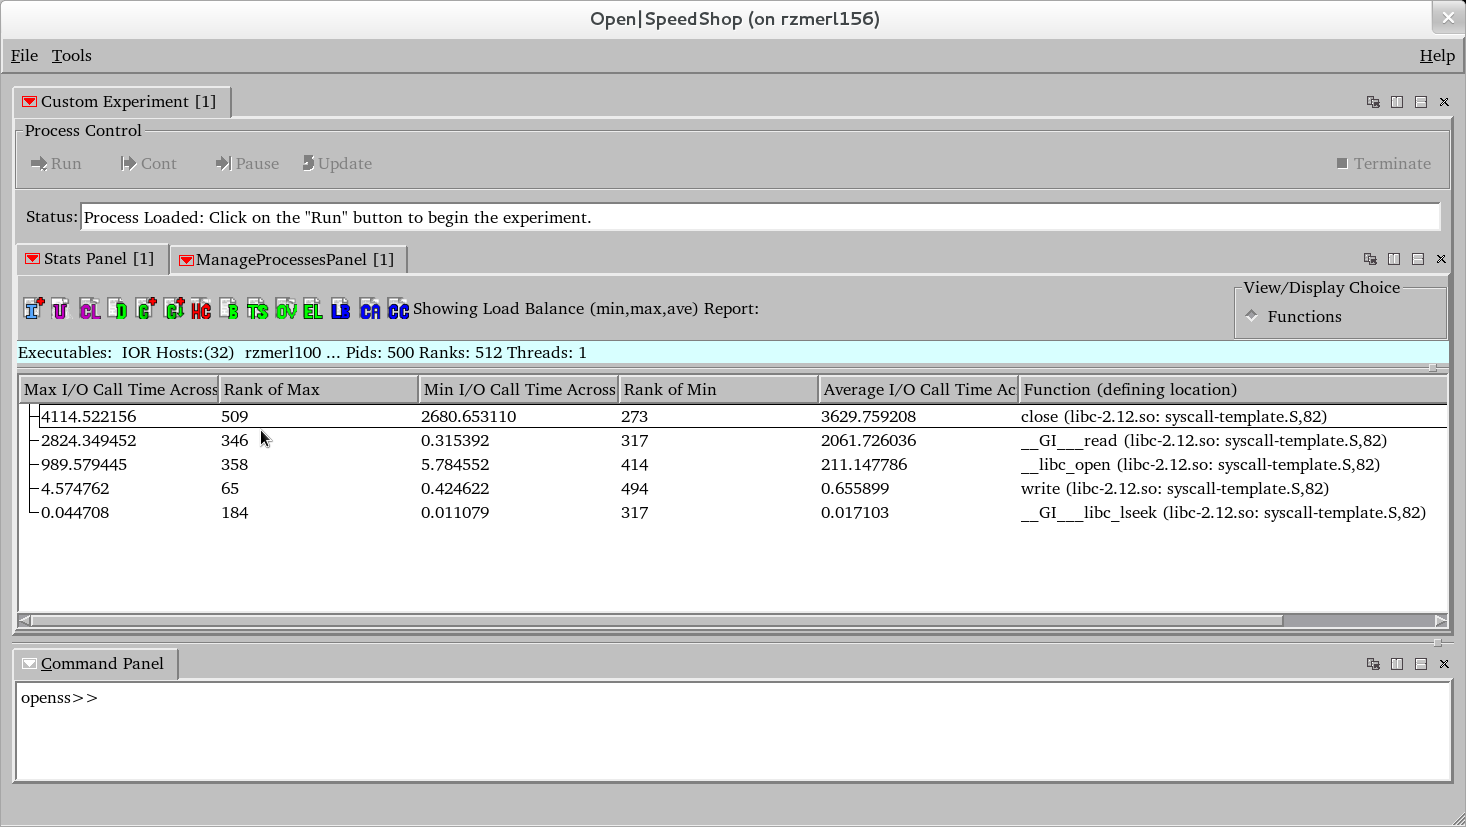 Open|SpeedShop (on rzmerl156)
File Tools Help
Custom Experiment [1]
Process Control
Run Cont Pause Update Terminate
Status: Process Loaded: Click on the "Run" button to begin the experiment.
Stats Panel [1] ManageProcessesPanel [1]
View/Display Choice
I U CL D C C HC B TS OV EL LB CA CC Showing Load Balance (min,max,ave) Report:
Functions
Executables: IOR Hosts:(32) rzmerl100 ... Pids: 500 Ranks: 512 Threads: 1
Max I/O Call Time Across Rank of Max Min I/O Call Time Across Rank of Min Average I/O Call Time Ac Function (defining location)
4114.522156 509 2680.653110 273 3629.759208 close (libc-2.12.so: syscall-template.S,82)
2824.349452 346 0.315392 317 2061.726036 __GI___read (libc-2.12.so: syscall-template.S,82)
989.579445 358 5.784552 414 211.147786 __libc_open (libc-2.12.so: syscall-template.S,82)
4.574762 65 0.424622 494 0.655899 write (libc-2.12.so: syscall-template.S,82)
0.044708 184 0.011079 317 0.017103 __GI___libc_lseek (libc-2.12.so: syscall-template.S,82)
Command Panel
openss>>